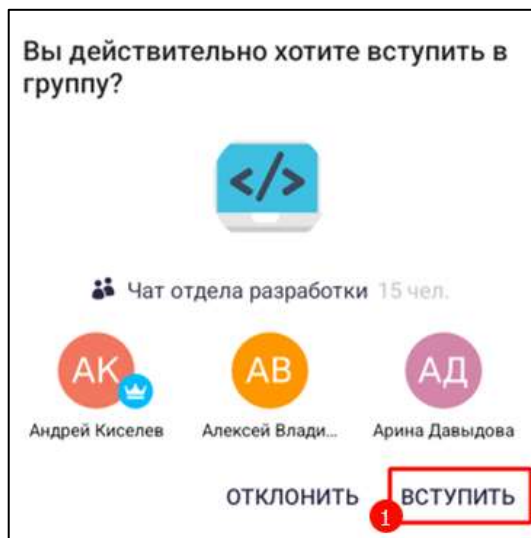 Вы действительно хотите вступить в
группу?
</>
Чат отдела разработки 15 чел.
АК АВ АД
Андрей Киселев Алексей Влади... Арина Давыдова
ОТКЛОНИТЬ ВСТУПИТЬ
1